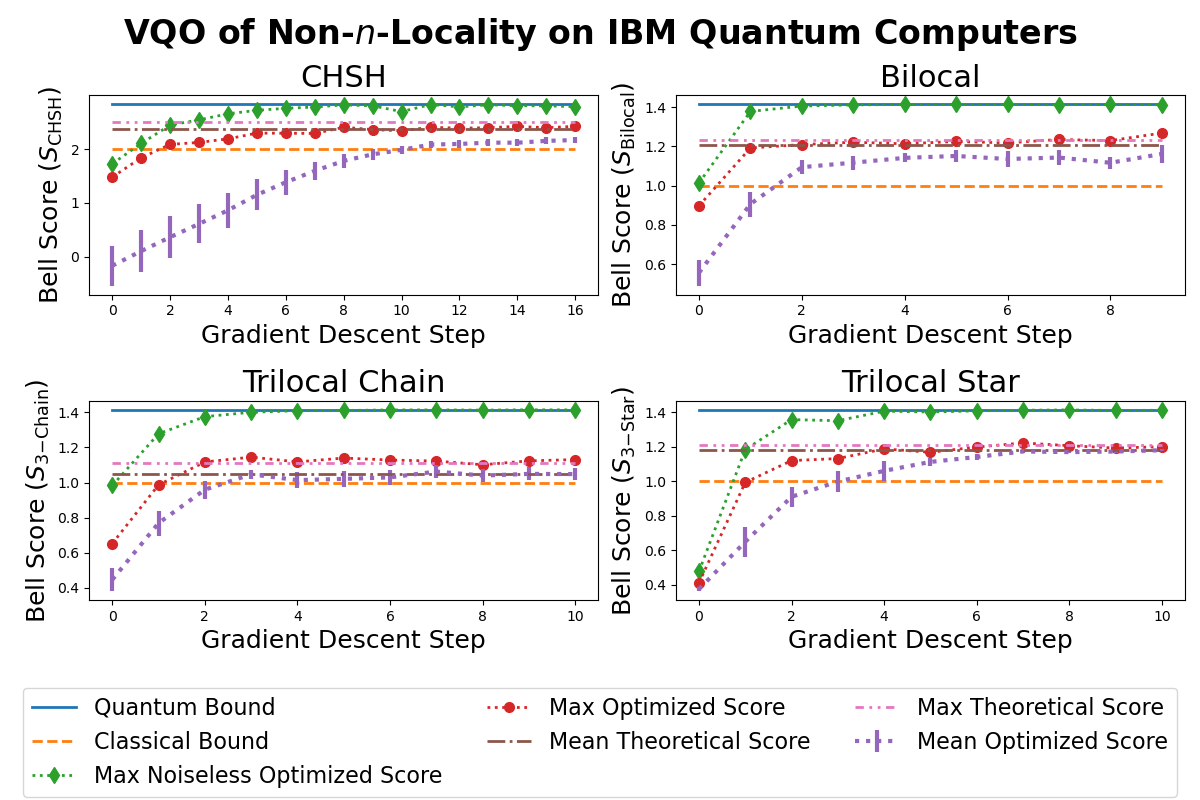 VQO of Non-n-Locality on IBM Quantum Computers
CHSH
Bell Score (S_CHSH)
2
1
0
0 2 4 6 8 10 12 14 16
Gradient Descent Step
Bilocal
Bell Score (S_Bilocal)
1.4
1.2
1.0
0.8
0.6
0 2 4 6 8
Gradient Descent Step
Trilocal Chain
Bell Score (S_3−Chain)
1.4
1.2
1.0
0.8
0.6
0.4
0 2 4 6 8 10
Gradient Descent Step
Trilocal Star
Bell Score (S_3−Star)
1.4
1.2
1.0
0.8
0.6
0.4
0 2 4 6 8 10
Gradient Descent Step
Quantum Bound
Classical Bound
Max Noiseless Optimized Score
Max Optimized Score
Mean Theoretical Score
Max Theoretical Score
Mean Optimized Score